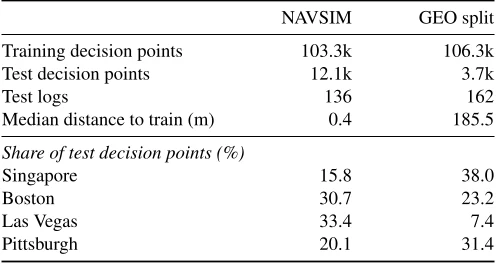 NAVSIM GEO split
Training decision points 103.3k 106.3k
Test decision points 12.1k 3.7k
Test logs 136 162
Median distance to train (m) 0.4 185.5
Share of test decision points (%)
Singapore 15.8 38.0
Boston 30.7 23.2
Las Vegas 33.4 7.4
Pittsburgh 20.1 31.4